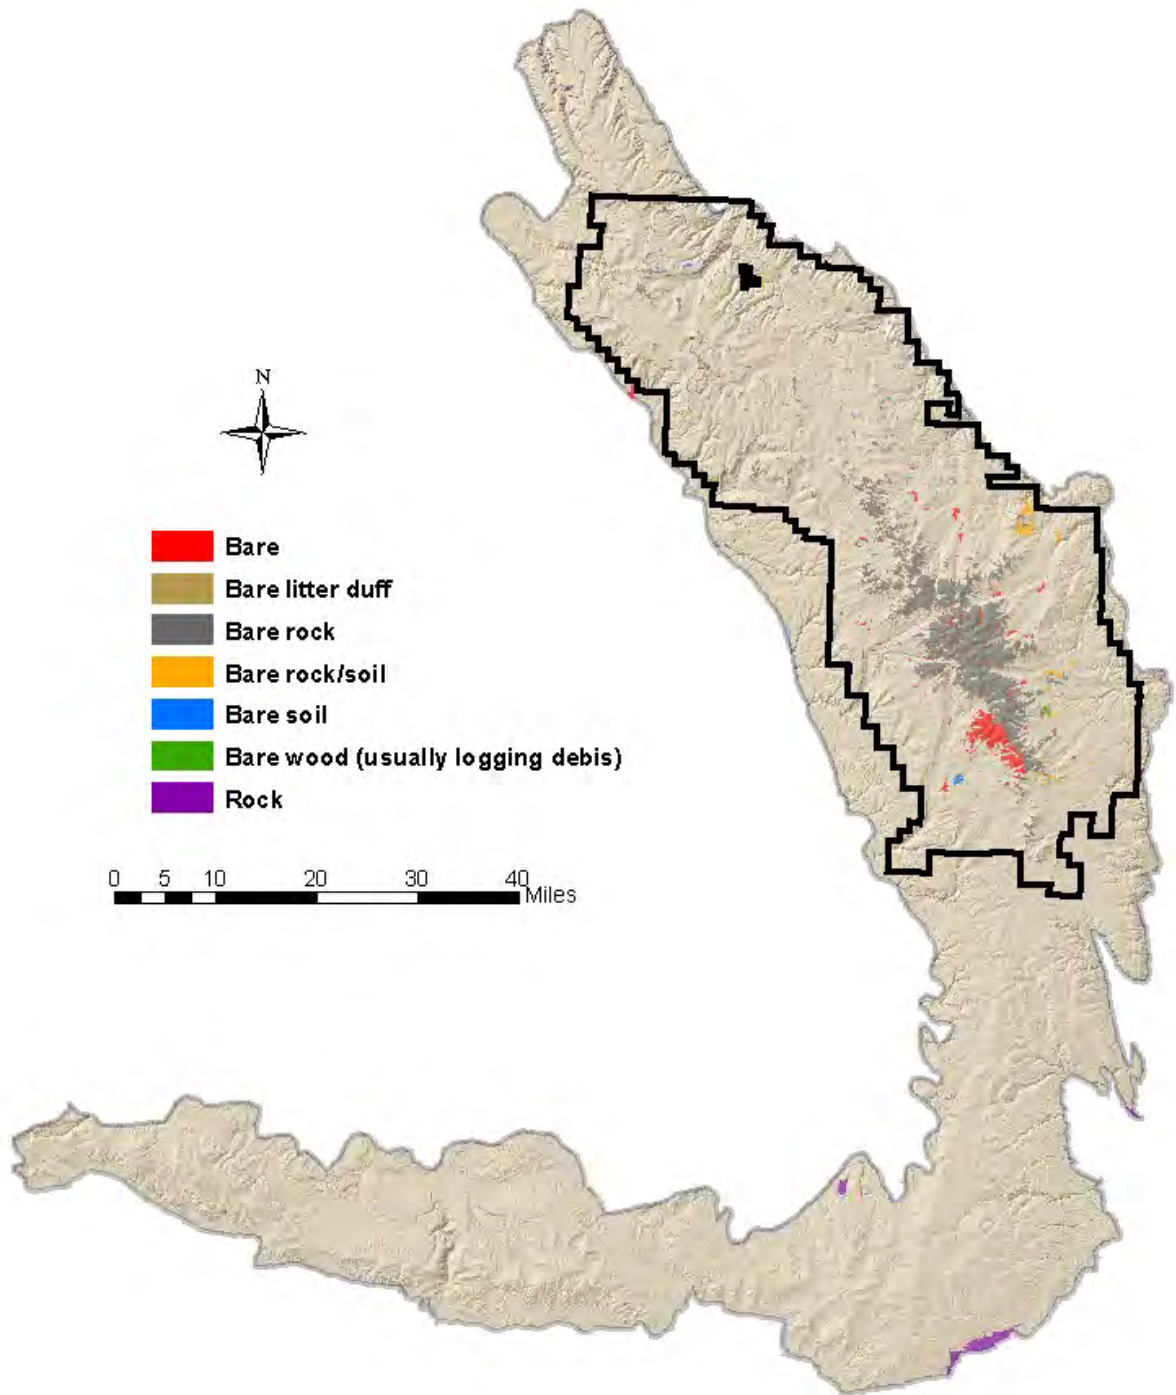 N
Bare
Bare litter duff
Bare rock
Bare rock/soil
Bare soil
Bare wood (usually logging debis)
Rock
0 5 10 20 30 40
Miles